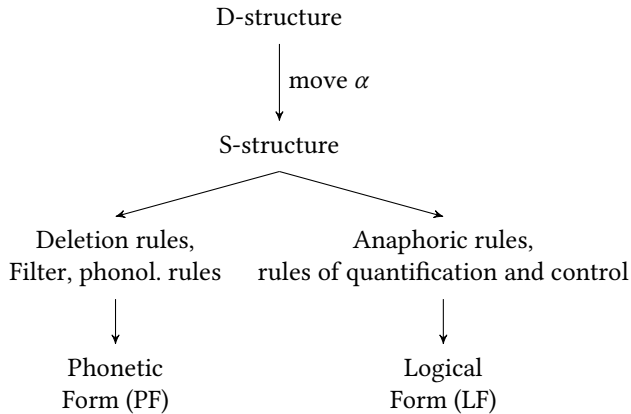 D-structure
move α
S-structure
Deletion rules,
Filter, phonol. rules
Anaphoric rules,
rules of quantification and control
Phonetic
Form (PF)
Logical
Form (LF)